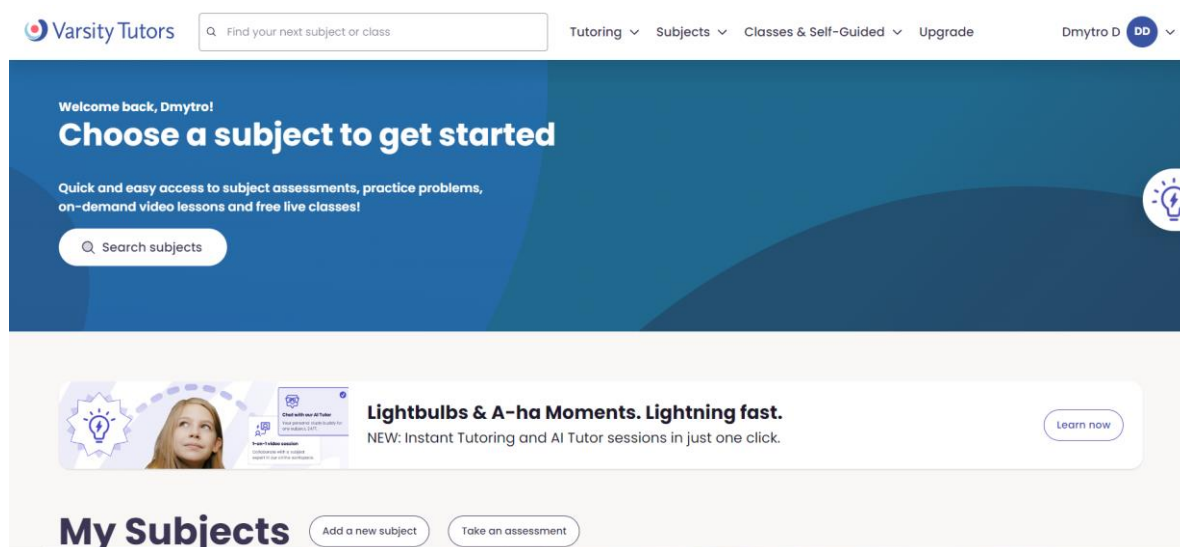 Varsity Tutors
Find your next subject or class
Tutoring
Subjects
Classes & Self-Guided
Upgrade
Dmytro D
DD
Welcome back, Dmytro!
Choose a subject to get started
Quick and easy access to subject assessments, practice problems,
on-demand video lessons and free live classes!
Search subjects
Chat with our AI Tutor
1-on-1 video session
Lightbulbs & A-ha Moments. Lightning fast.
NEW: Instant Tutoring and AI Tutor sessions in just one click.
Learn now
My Subjects
Add a new subject
Take an assessment